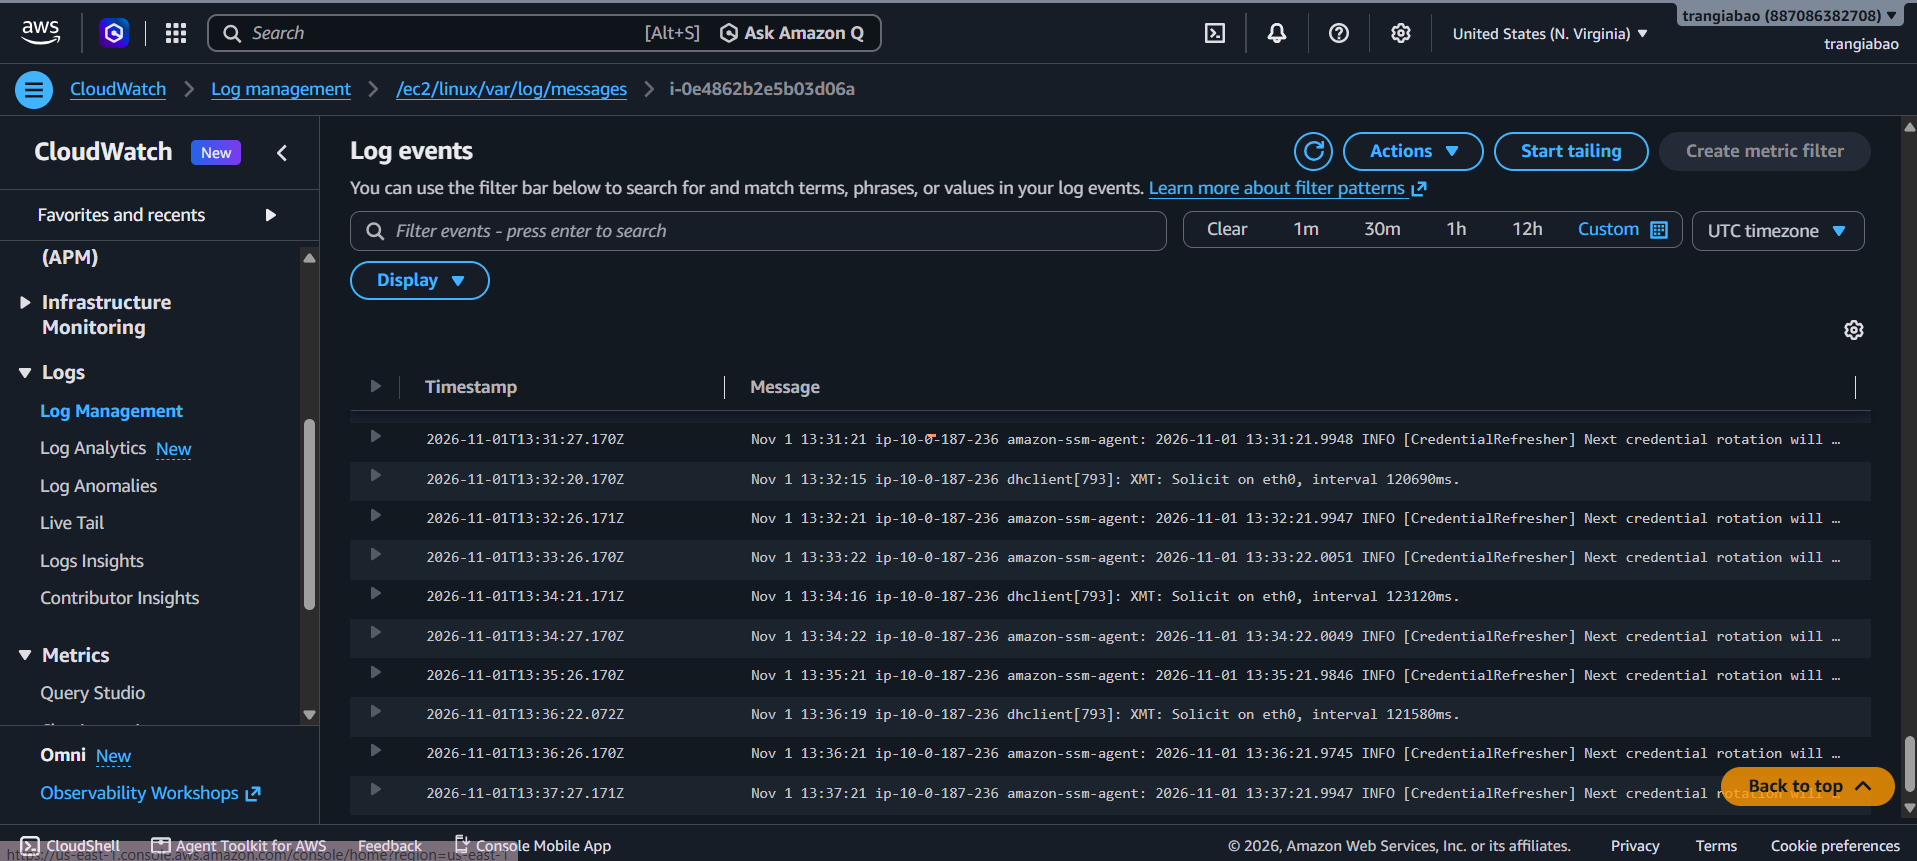 aws
Search [Alt+S] Ask Amazon Q
United States (N. Virginia)
trangiabao (887086382708)
trangiabao
CloudWatch Log management /ec2/linux/var/log/messages i-0e4862b2e5b03d06a
CloudWatch New
Favorites and recents
(APM)
Infrastructure
Monitoring
Logs
Log Management
Log Analytics New
Log Anomalies
Live Tail
Logs Insights
Contributor Insights
Metrics
Query Studio
Omni New
Observability Workshops
Log events
Actions
Start tailing
Create metric filter
You can use the filter bar below to search for and match terms, phrases, or values in your log events. Learn more about filter patterns
Filter events - press enter to search
Clear 1m 30m 1h 12h Custom
UTC timezone
Display
Timestamp Message
2026-11-01T13:31:27.170Z Nov 1 13:31:21 ip-10-0-187-236 amazon-ssm-agent: 2026-11-01 13:31:21.9948 INFO [CredentialRefresher] Next credential rotation will …
2026-11-01T13:32:20.170Z Nov 1 13:32:15 ip-10-0-187-236 dhclient[793]: XMT: Solicit on eth0, interval 120690ms.
2026-11-01T13:32:26.171Z Nov 1 13:32:21 ip-10-0-187-236 amazon-ssm-agent: 2026-11-01 13:32:21.9947 INFO [CredentialRefresher] Next credential rotation will …
2026-11-01T13:33:26.170Z Nov 1 13:33:22 ip-10-0-187-236 amazon-ssm-agent: 2026-11-01 13:33:22.0051 INFO [CredentialRefresher] Next credential rotation will …
2026-11-01T13:34:21.171Z Nov 1 13:34:16 ip-10-0-187-236 dhclient[793]: XMT: Solicit on eth0, interval 123120ms.
2026-11-01T13:34:27.170Z Nov 1 13:34:22 ip-10-0-187-236 amazon-ssm-agent: 2026-11-01 13:34:22.0049 INFO [CredentialRefresher] Next credential rotation will …
2026-11-01T13:35:26.170Z Nov 1 13:35:21 ip-10-0-187-236 amazon-ssm-agent: 2026-11-01 13:35:21.9846 INFO [CredentialRefresher] Next credential rotation will …
2026-11-01T13:36:22.072Z Nov 1 13:36:19 ip-10-0-187-236 dhclient[793]: XMT: Solicit on eth0, interval 121580ms.
2026-11-01T13:36:26.170Z Nov 1 13:36:21 ip-10-0-187-236 amazon-ssm-agent: 2026-11-01 13:36:21.9745 INFO [CredentialRefresher] Next credential rotation will …
2026-11-01T13:37:27.171Z Nov 1 13:37:21 ip-10-0-187-236 amazon-ssm-agent: 2026-11-01 13:37:21.9947 INFO [CredentialRefresher] Next credential rotation will …
Back to top
CloudShell Agent Toolkit for AWS Feedback Console Mobile App
© 2026, Amazon Web Services, Inc. or its affiliates. Privacy Terms Cookie preferences
https://us-east-1.console.aws.amazon.com/console/home?region=us-east-1